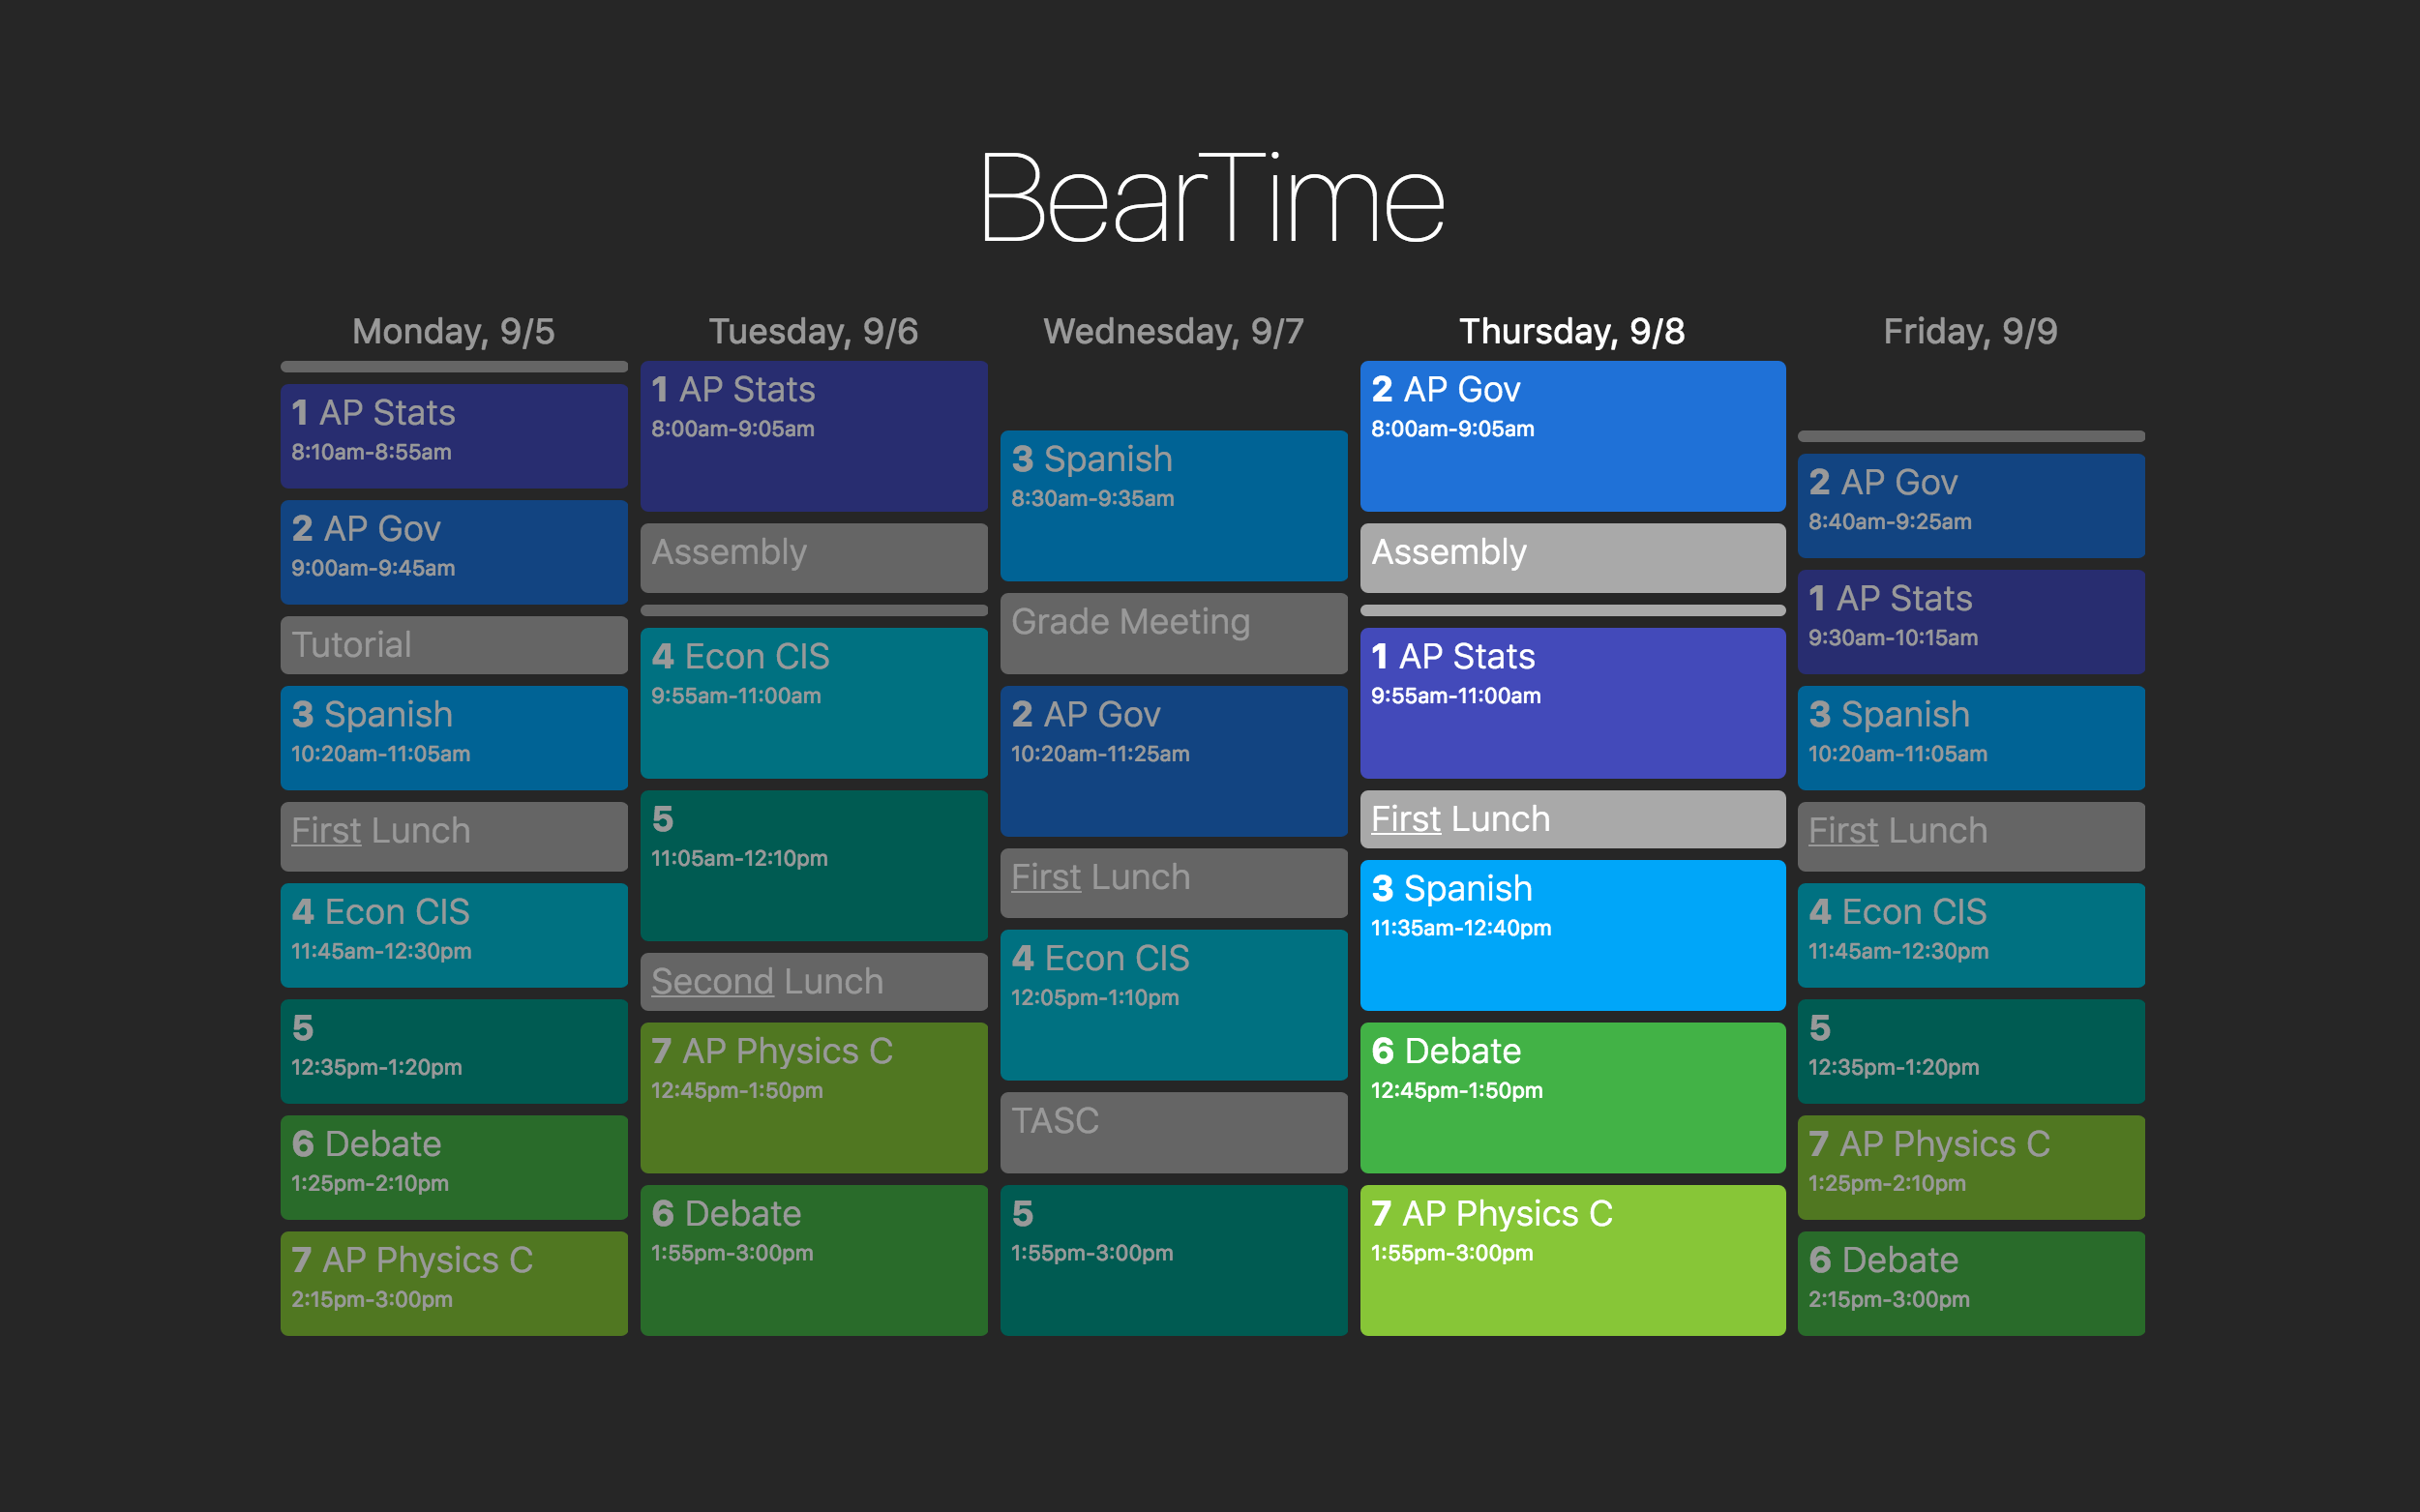 BearTime
Monday, 9/5
1 AP Stats
8:10am-8:55am
2 AP Gov
9:00am-9:45am
Tutorial
3 Spanish
10:20am-11:05am
First Lunch
4 Econ CIS
11:45am-12:30pm
5
12:35pm-1:20pm
6 Debate
1:25pm-2:10pm
7 AP Physics C
2:15pm-3:00pm
Tuesday, 9/6
1 AP Stats
8:00am-9:05am
Assembly
4 Econ CIS
9:55am-11:00am
5
11:05am-12:10pm
Second Lunch
7 AP Physics C
12:45pm-1:50pm
6 Debate
1:55pm-3:00pm
Wednesday, 9/7
3 Spanish
8:30am-9:35am
Grade Meeting
2 AP Gov
10:20am-11:25am
First Lunch
4 Econ CIS
12:05pm-1:10pm
TASC
5
1:55pm-3:00pm
Thursday, 9/8
2 AP Gov
8:00am-9:05am
Assembly
1 AP Stats
9:55am-11:00am
First Lunch
3 Spanish
11:35am-12:40pm
6 Debate
12:45pm-1:50pm
7 AP Physics C
1:55pm-3:00pm
Friday, 9/9
2 AP Gov
8:40am-9:25am
1 AP Stats
9:30am-10:15am
3 Spanish
10:20am-11:05am
First Lunch
4 Econ CIS
11:45am-12:30pm
5
12:35pm-1:20pm
7 AP Physics C
1:25pm-2:10pm
6 Debate
2:15pm-3:00pm